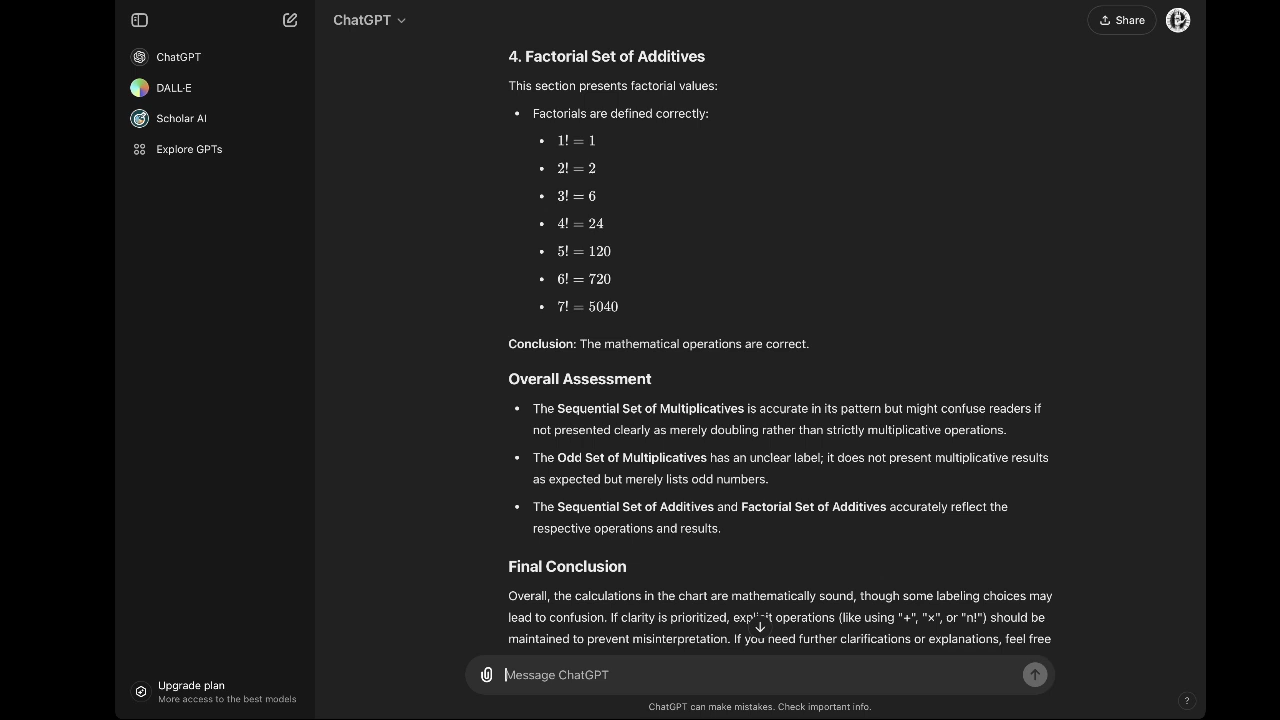 ChatGPT
Share
ChatGPT
DALL·E
Scholar AI
Explore GPTs
4. Factorial Set of Additives
This section presents factorial values:
• Factorials are defined correctly:
• 1! = 1
• 2! = 2
• 3! = 6
• 4! = 24
• 5! = 120
• 6! = 720
• 7! = 5040
Conclusion: The mathematical operations are correct.
Overall Assessment
• The Sequential Set of Multiplicatives is accurate in its pattern but might confuse readers if
not presented clearly as merely doubling rather than strictly multiplicative operations.
• The Odd Set of Multiplicatives has an unclear label; it does not present multiplicative results
as expected but merely lists odd numbers.
• The Sequential Set of Additives and Factorial Set of Additives accurately reflect the
respective operations and results.
Final Conclusion
Overall, the calculations in the chart are mathematically sound, though some labeling choices may
lead to confusion. If clarity is prioritized, explicit operations (like using "+", "×", or "n!") should be
maintained to prevent misinterpretation. If you need further clarifications or explanations, feel free
Message ChatGPT
Upgrade plan
More access to the best models
ChatGPT can make mistakes. Check important info.
?